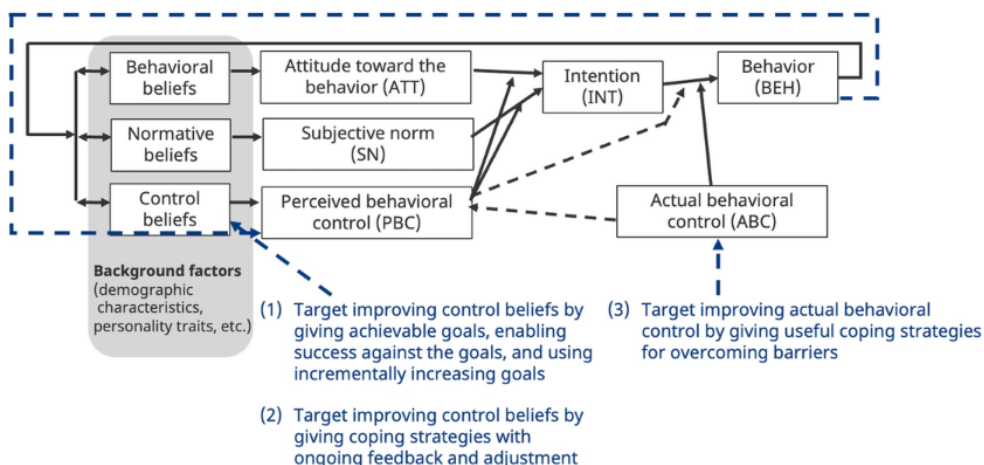 Behavioral
beliefs
Attitude toward the
behavior (ATT)
Intention
(INT)
Behavior
(BEH)
Normative
beliefs
Subjective norm
(SN)
Control
beliefs
Perceived behavioral
control (PBC)
Actual behavioral
control (ABC)
Background factors
(demographic
characteristics,
personality traits, etc.)
(1) Target improving control beliefs by
giving achievable goals, enabling
success against the goals, and using
incrementally increasing goals
(2) Target improving control beliefs by
giving coping strategies with
ongoing feedback and adjustment
(3) Target improving actual behavioral
control by giving useful coping strategies
for overcoming barriers